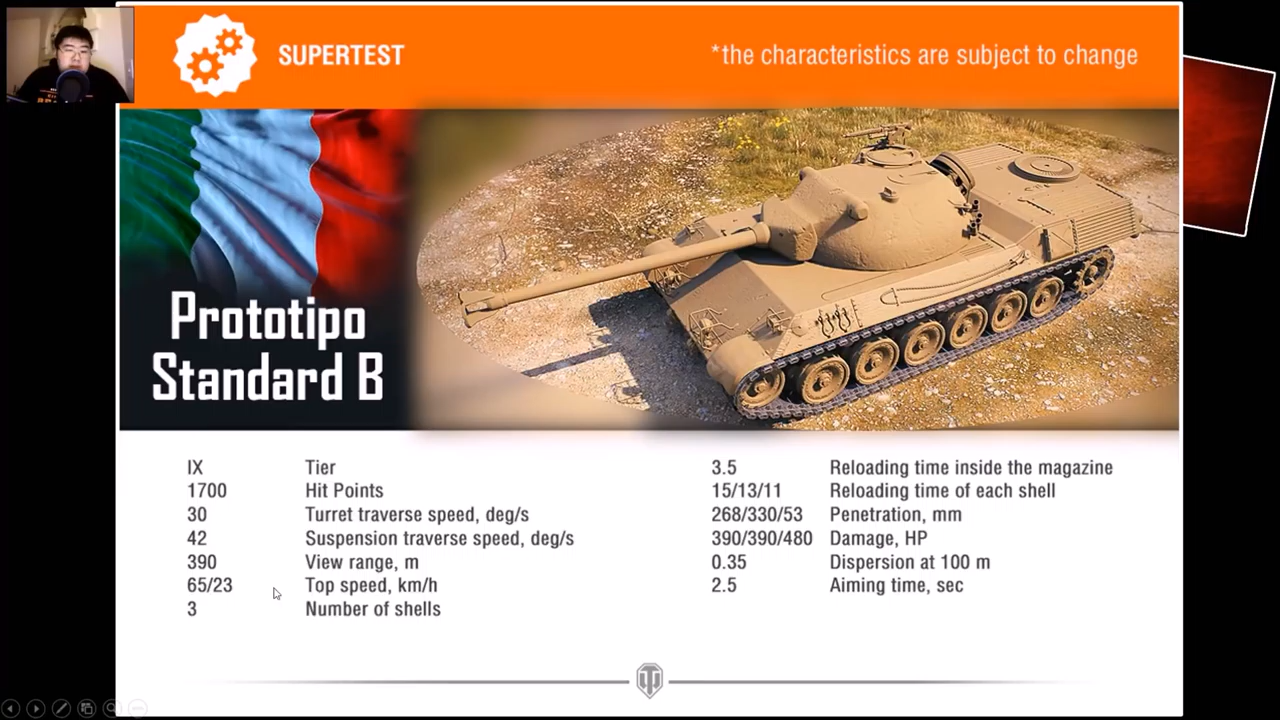 SUPERTEST
*the characteristics are subject to change
Prototipo
Standard B
IX Tier
1700 Hit Points
30 Turret traverse speed, deg/s
42 Suspension traverse speed, deg/s
390 View range, m
65/23 Top speed, km/h
3 Number of shells
3.5 Reloading time inside the magazine
15/13/11 Reloading time of each shell
268/330/53 Penetration, mm
390/390/480 Damage, HP
0.35 Dispersion at 100 m
2.5 Aiming time, sec